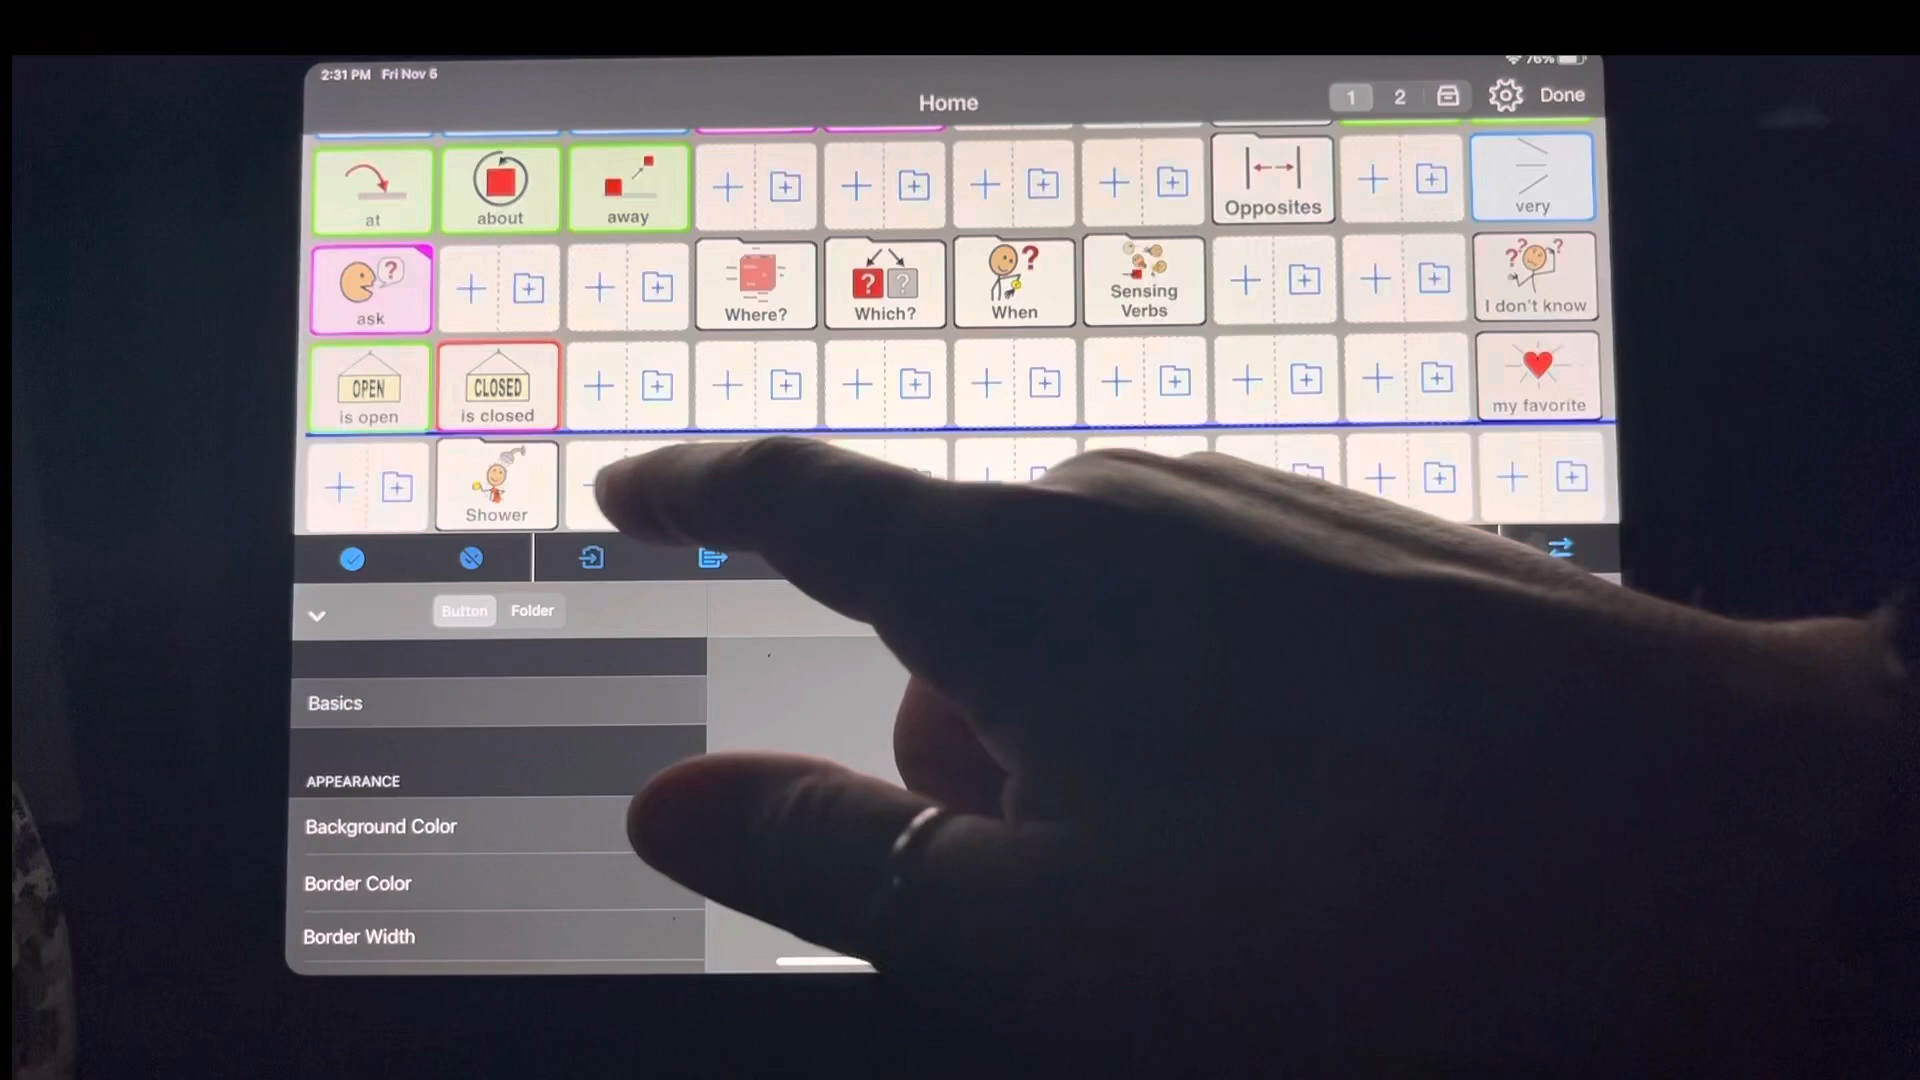 2:31 PM Fri Nov 5
76%
Home
1 2
Done
at
about
away
Opposites
very
ask
Where?
Which?
When
Sensing
Verbs
I don't know
OPEN
is open
CLOSED
is closed
my favorite
Shower
Button
Folder
Basics
APPEARANCE
Background Color
Border Color
Border Width